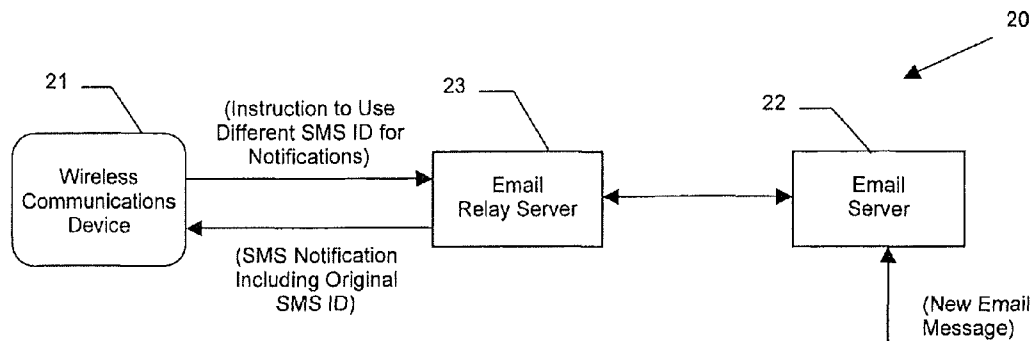 20
21
23
22
(Instruction to Use
Different SMS ID for
Notifications)
Wireless
Communications
Device
Email
Relay Server
Email
Server
(SMS Notification
Including Original
SMS ID)
(New Email
Message)